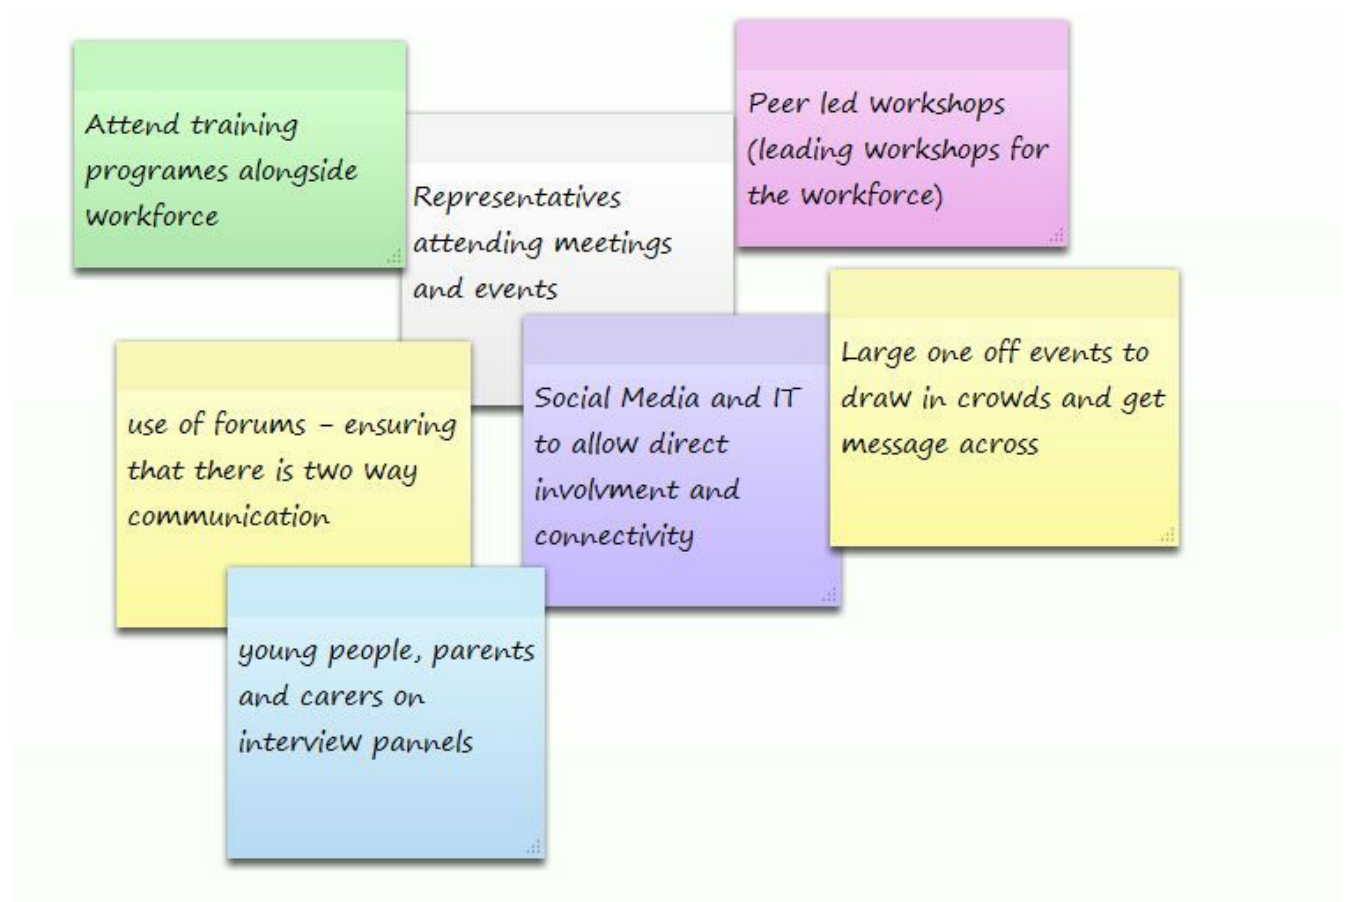 Attend training
programes alongside
workforce
Representatives
attending meetings
and events
Peer led workshops
(leading workshops for
the workforce)
use of forums - ensuring
that there is two way
communication
Social Media and IT
to allow direct
involvment and
connectivity
Large one off events to
draw in crowds and get
message across
young people, parents
and carers on
interview pannels